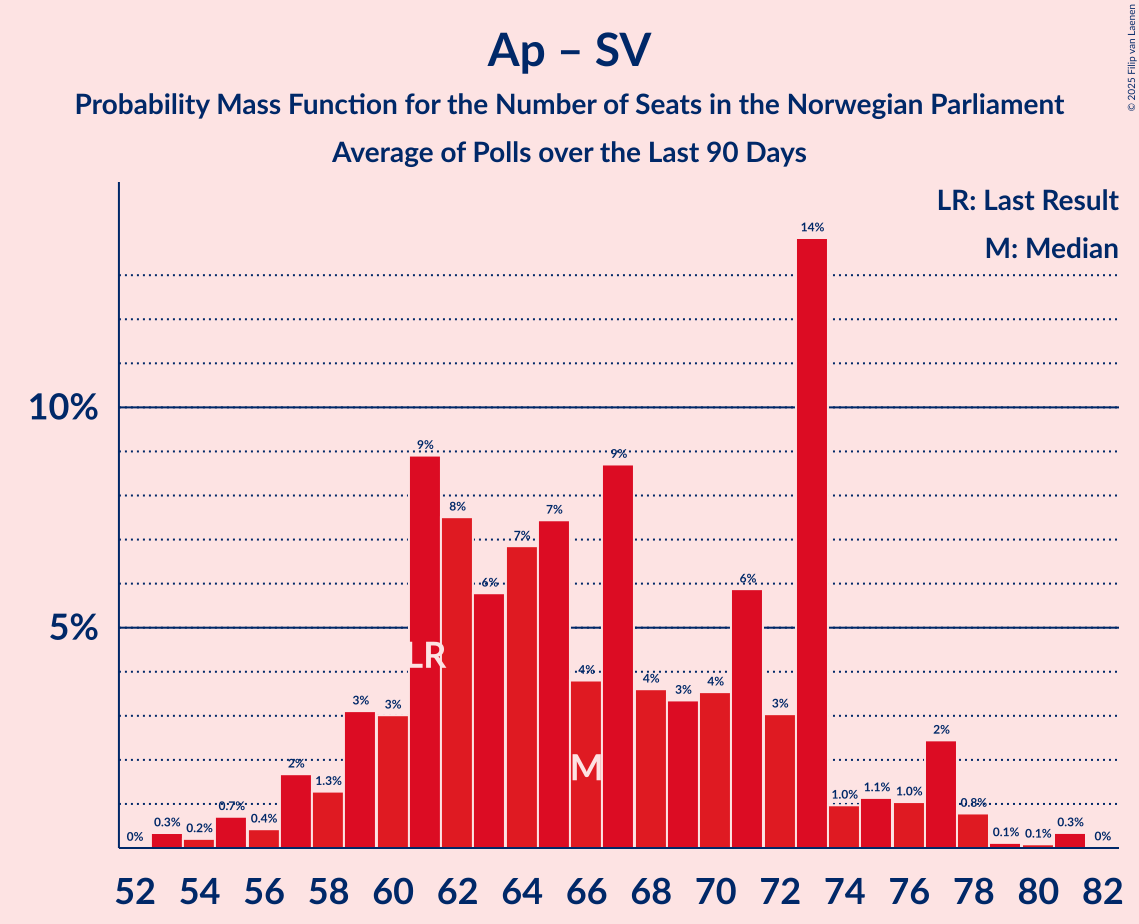 Ap – SV
Probability Mass Function for the Number of Seats in the Norwegian Parliament
Average of Polls over the Last 90 Days
© 2025 Filip van Laenen
LR: Last Result
M: Median
10%
5%
0% 0.3% 0.2% 0.7% 0.4% 2% 1.3% 3% 3% 9% 8% 6% 7% 7% 4% 9% 4% 3% 4% 6% 3% 14% 1.0% 1.1% 1.0% 2% 0.8% 0.1% 0.1% 0.3% 0%
LR
M
52 54 56 58 60 62 64 66 68 70 72 74 76 78 80 82